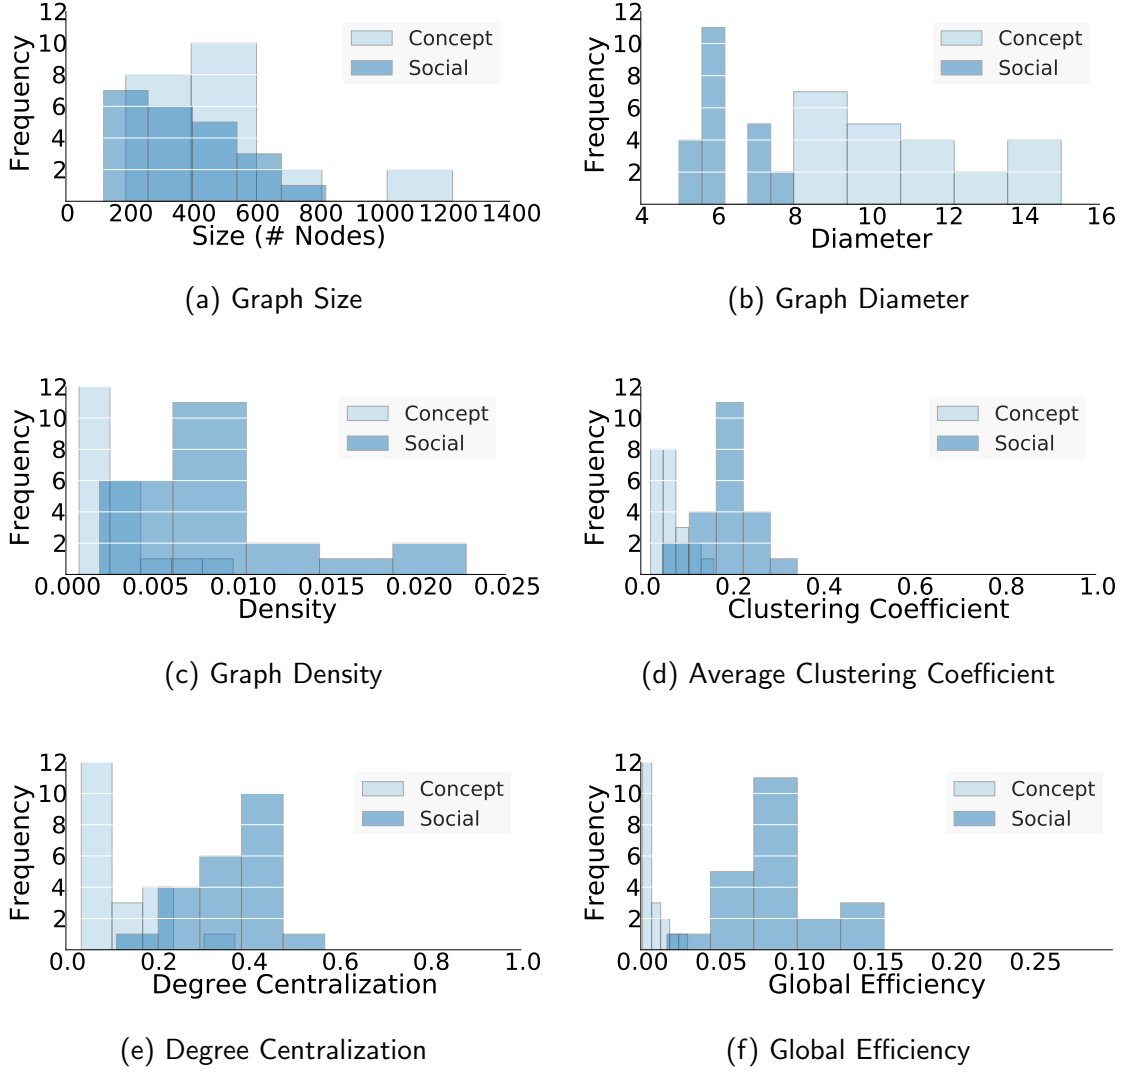 12
10
8
6
4
2
Frequency
Concept
Social
0 200 400 600 800 1000 1200 1400
Size (# Nodes)
(a) Graph Size
12
10
8
6
4
2
Frequency
Concept
Social
4 6 8 10 12 14 16
Diameter
(b) Graph Diameter
12
10
8
6
4
2
Frequency
Concept
Social
0.000 0.005 0.010 0.015 0.020 0.025
Density
(c) Graph Density
12
10
8
6
4
2
Frequency
Concept
Social
0.0 0.2 0.4 0.6 0.8 1.0
Clustering Coefficient
(d) Average Clustering Coefficient
12
10
8
6
4
2
Frequency
Concept
Social
0.0 0.2 0.4 0.6 0.8 1.0
Degree Centralization
(e) Degree Centralization
12
10
8
6
4
2
Frequency
Concept
Social
0.00 0.05 0.10 0.15 0.20 0.25
Global Efficiency
(f) Global Efficiency